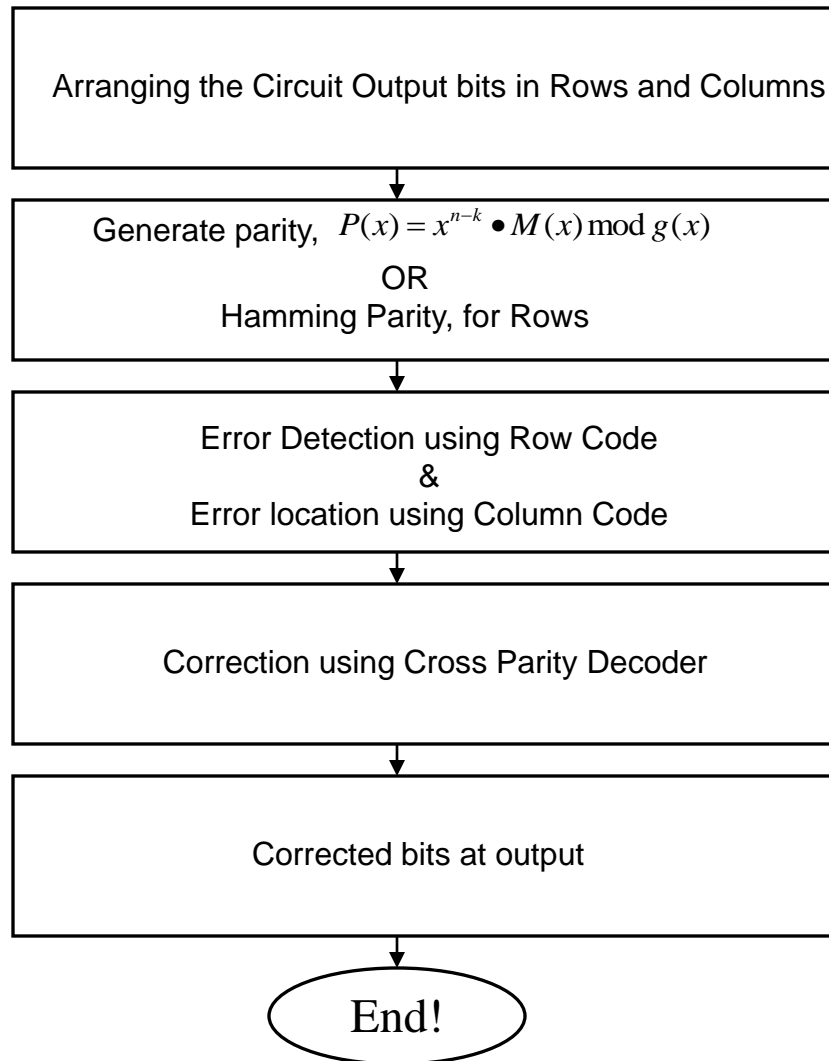 Arranging the Circuit Output bits in Rows and Columns
Generate parity, P(x) = x^{n-k} • M(x) mod g(x)
OR
Hamming Parity, for Rows
Error Detection using Row Code
&
Error location using Column Code
Correction using Cross Parity Decoder
Corrected bits at output
End!